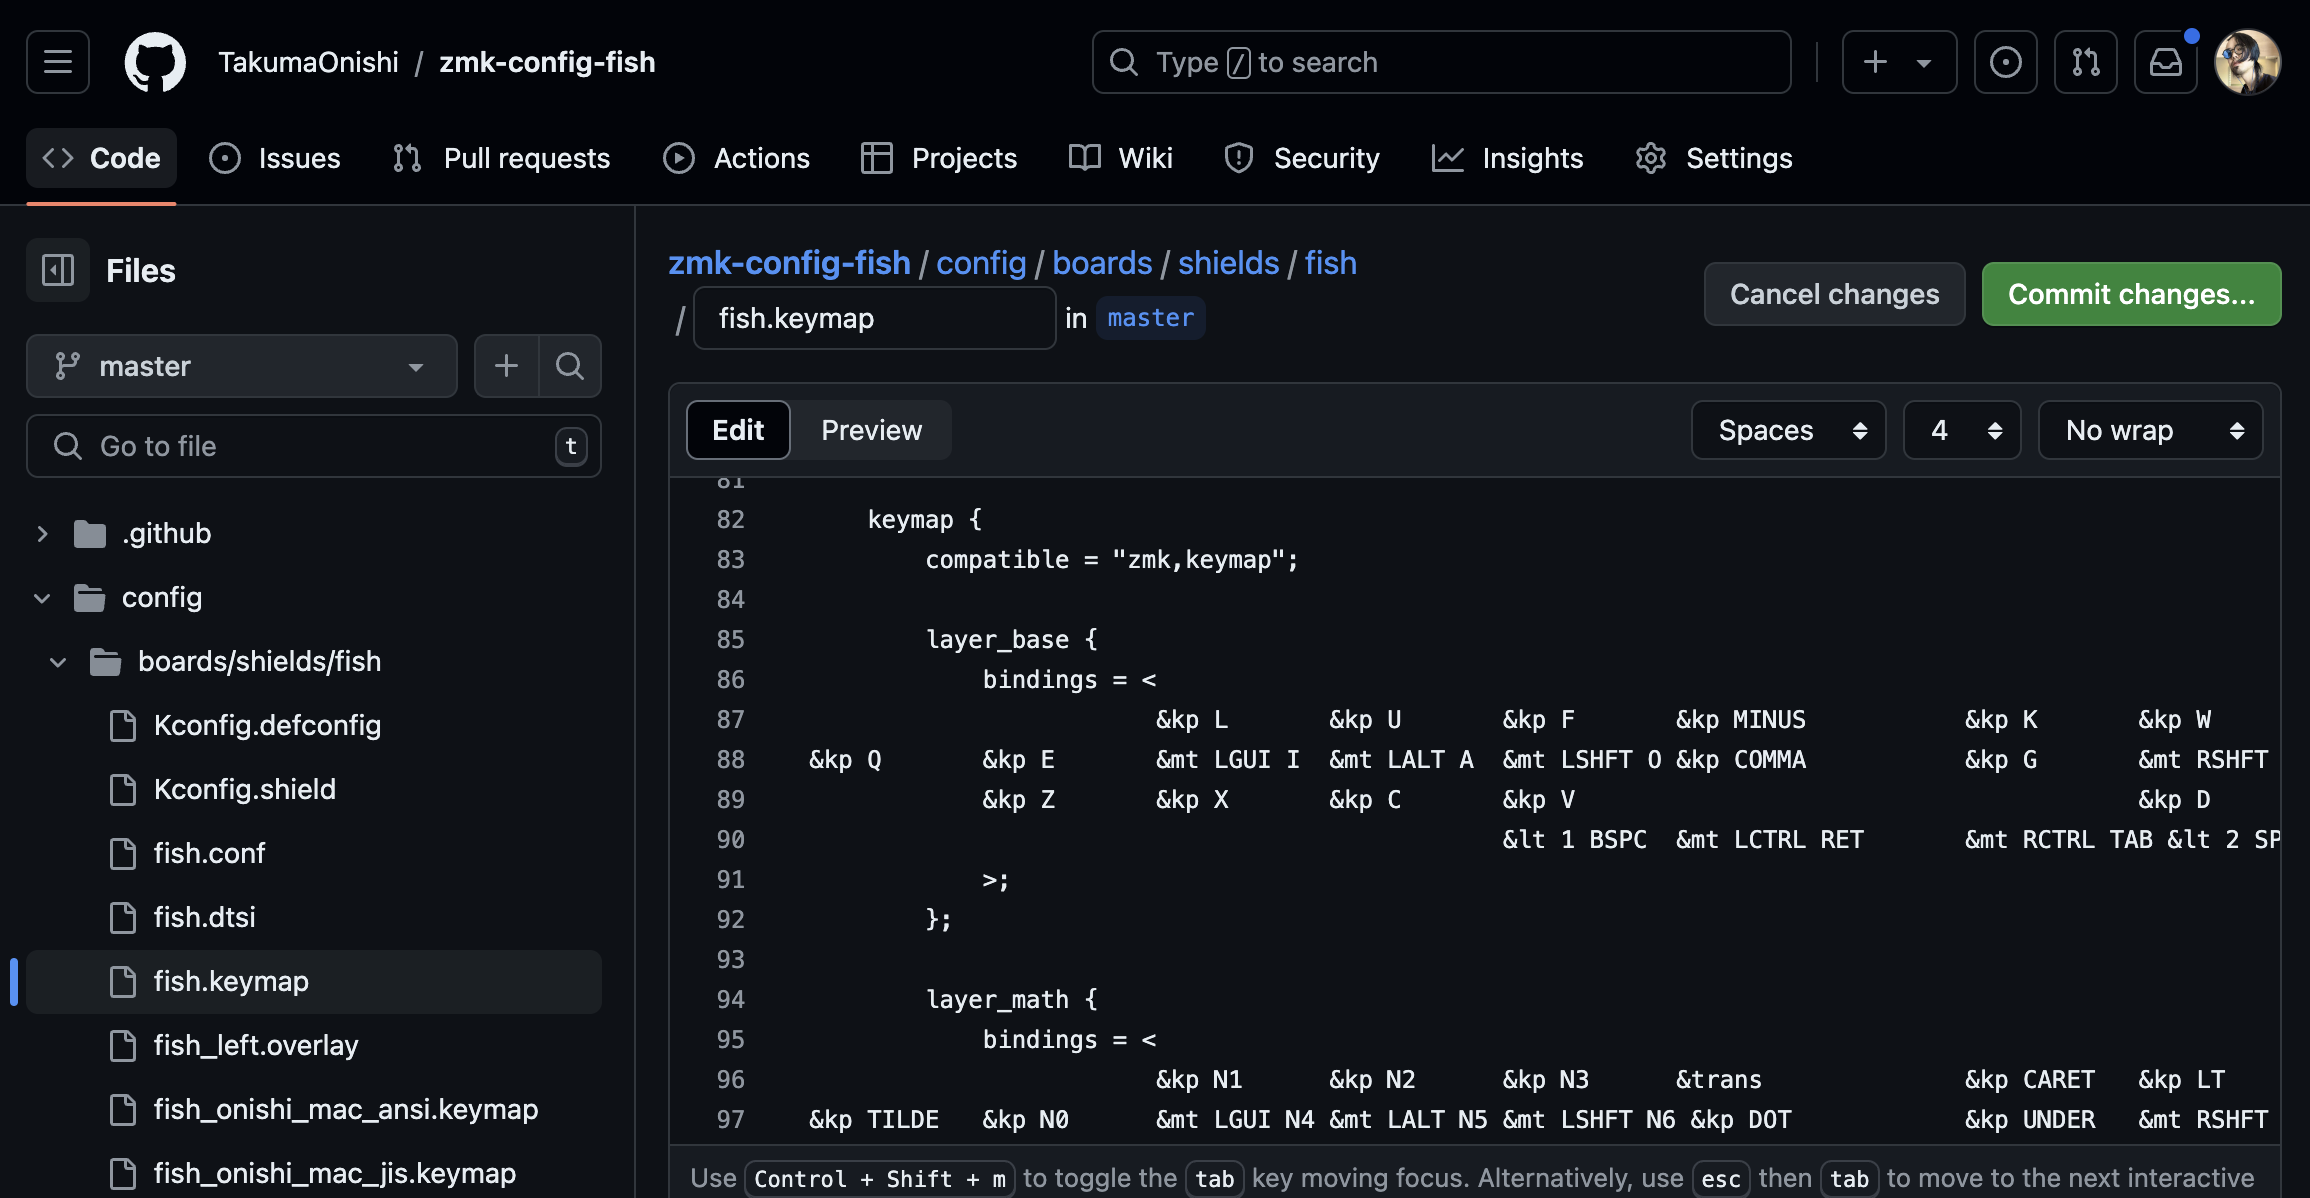 TakumaOnishi / zmk-config-fish
Type / to search
Code
Issues
Pull requests
Actions
Projects
Wiki
Security
Insights
Settings
Files
master
Go to file
t
.github
config
boards/shields/fish
Kconfig.defconfig
Kconfig.shield
fish.conf
fish.dtsi
fish.keymap
fish_left.overlay
fish_onishi_mac_ansi.keymap
fish_onishi_mac_jis.keymap
zmk-config-fish / config / boards / shields / fish
/ fish.keymap in master
Cancel changes
Commit changes...
Edit
Preview
Spaces
4
No wrap
81
82 keymap {
83 compatible = "zmk,keymap";
84
85 layer_base {
86 bindings = <
87 &kp L &kp U &kp F &kp MINUS &kp K &kp W
88 &kp Q &kp E &mt LGUI I &mt LALT A &mt LSHFT O &kp COMMA &kp G &mt RSHFT
89 &kp Z &kp X &kp C &kp V &kp D
90 &lt 1 BSPC &mt LCTRL RET &mt RCTRL TAB &lt 2 SP
91 >;
92 };
93
94 layer_math {
95 bindings = <
96 &kp N1 &kp N2 &kp N3 &trans &kp CARET &kp LT
97 &kp TILDE &kp N0 &mt LGUI N4 &mt LALT N5 &mt LSHFT N6 &kp DOT &kp UNDER &mt RSHFT
Use Control + Shift + m to toggle the tab key moving focus. Alternatively, use esc then tab to move to the next interactive